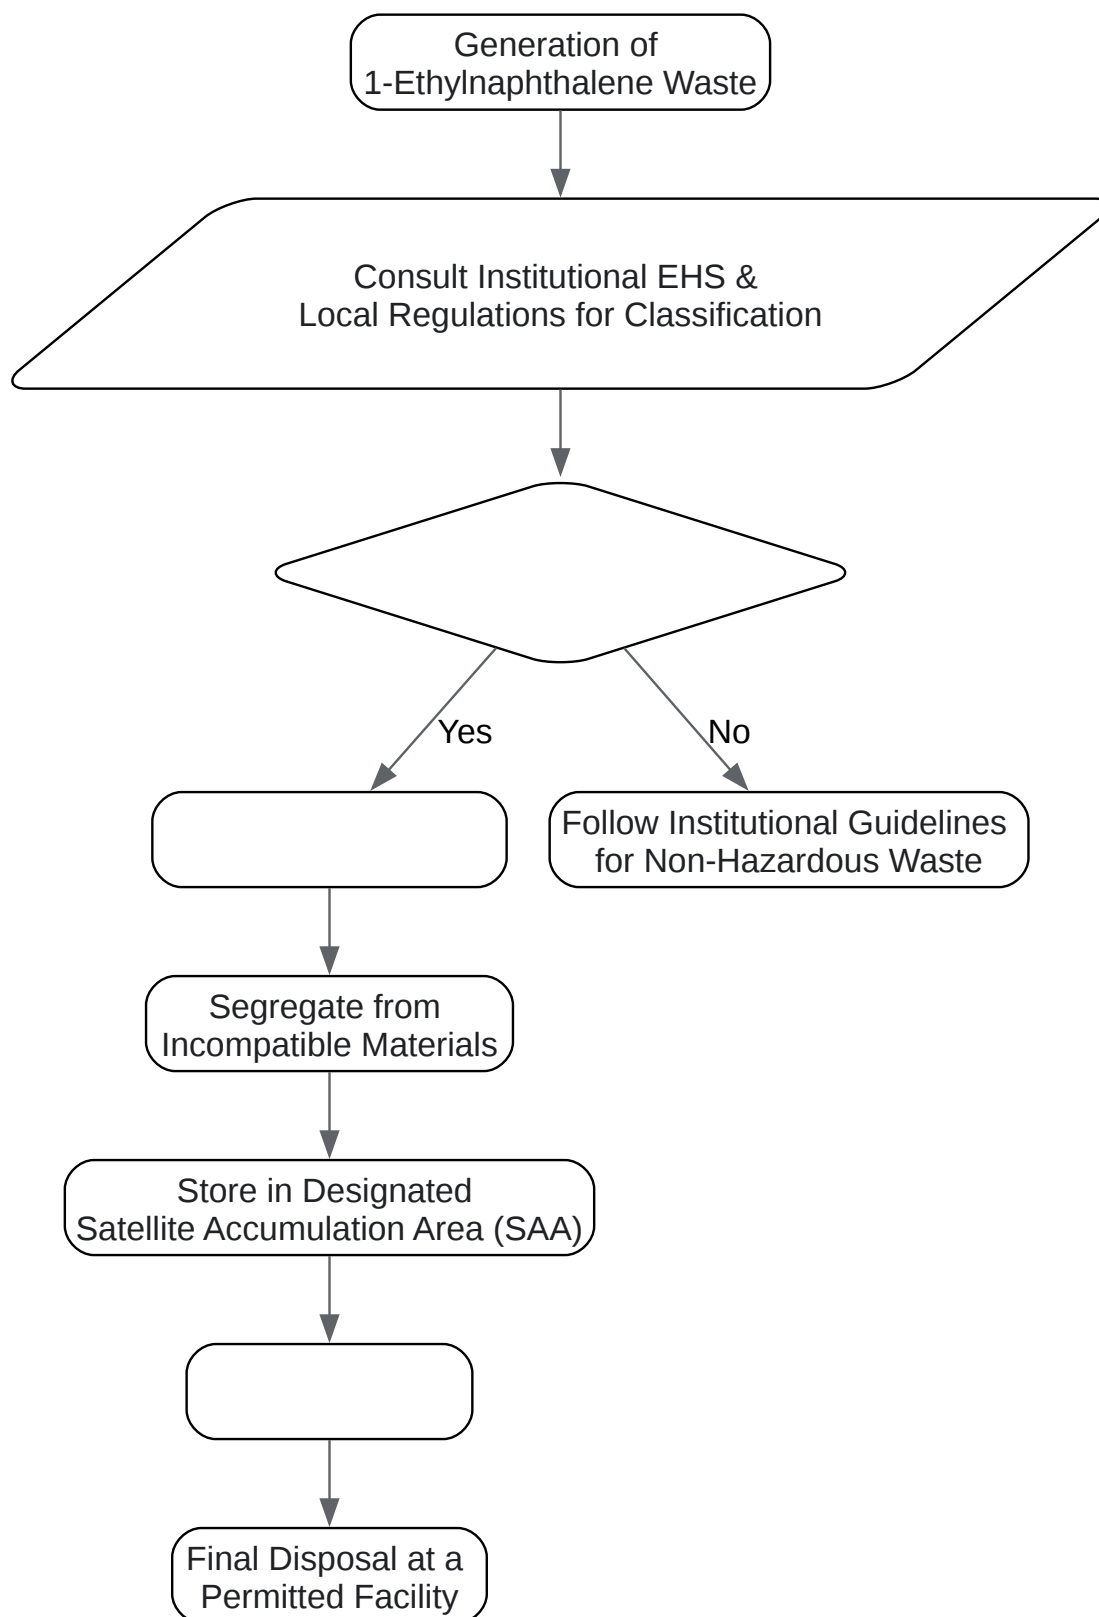 Generation of
1-Ethylnaphthalene Waste
Consult Institutional EHS &
Local Regulations for Classification
Yes
No
Follow Institutional Guidelines
for Non-Hazardous Waste
Segregate from
Incompatible Materials
Store in Designated
Satellite Accumulation Area (SAA)
Final Disposal at a
Permitted Facility